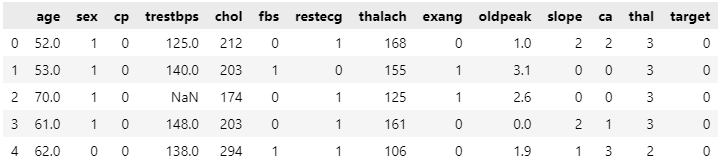 age sex cp trestbps chol fbs restecg thalach exang oldpeak slope ca thal target
0 52.0 1 0 125.0 212 0 1 168 0 1.0 2 2 3 0
1 53.0 1 0 140.0 203 1 0 155 1 3.1 0 0 3 0
2 70.0 1 0 NaN 174 0 1 125 1 2.6 0 0 3 0
3 61.0 1 0 148.0 203 0 1 161 0 0.0 2 1 3 0
4 62.0 0 0 138.0 294 1 1 106 0 1.9 1 3 2 0